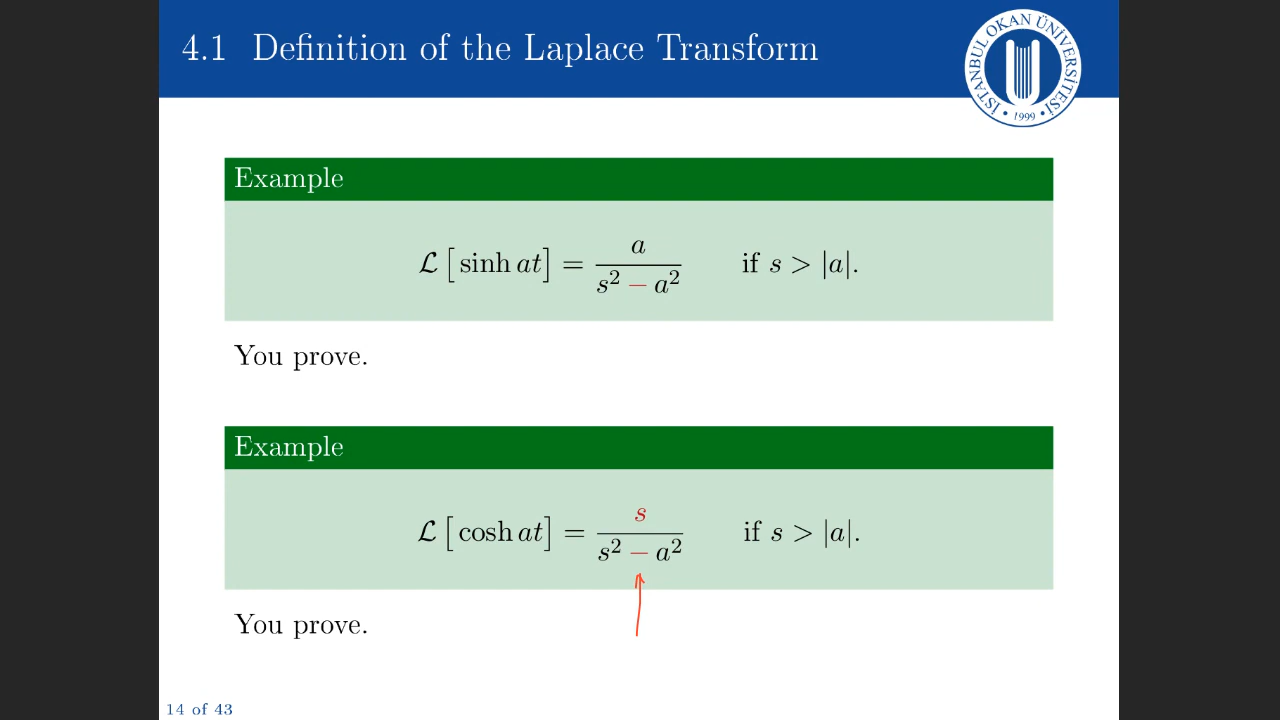 4.1 Definition of the Laplace Transform
İSTANBUL OKAN ÜNİVERSİTESİ
• 1999 •
Example
ℒ [ sinh at ] = a / (s² − a²) if s > |a|.
You prove.
Example
ℒ [ cosh at ] = s / (s² − a²) if s > |a|.
You prove.
14 of 43